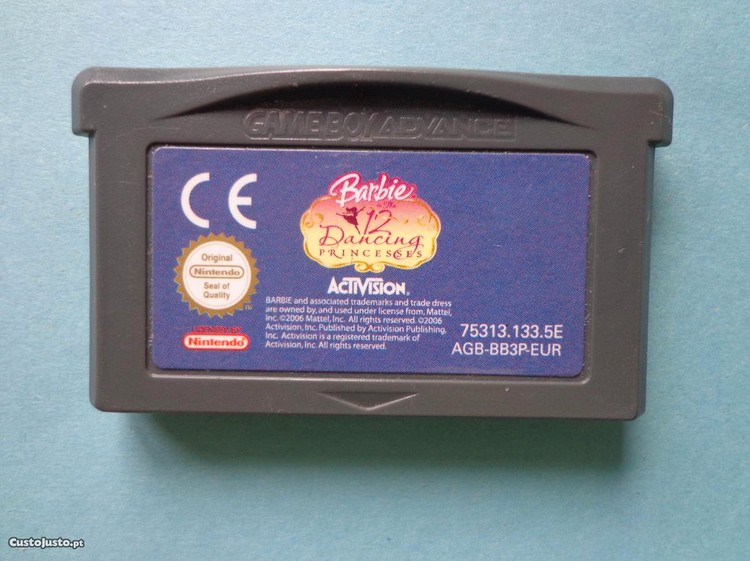 GAME BOY ADVANCE
CE
Barbie
in The
12
Dancing
PRINCESSES
ACTIVISION.
Original
Nintendo
Seal of
Quality
TM
BARBIE and associated trademarks and trade dress
are owned by, and used under license from, Mattel,
Inc. ©2006 Mattel, Inc. All rights reserved. ©2006
Activision, Inc. Published by Activision Publishing,
Inc. Activision is a registered trademark of
Activision, Inc. All rights reserved.
LICENSED BY
Nintendo
75313.133.5E
AGB-BB3P-EUR
CustoJusto.pt